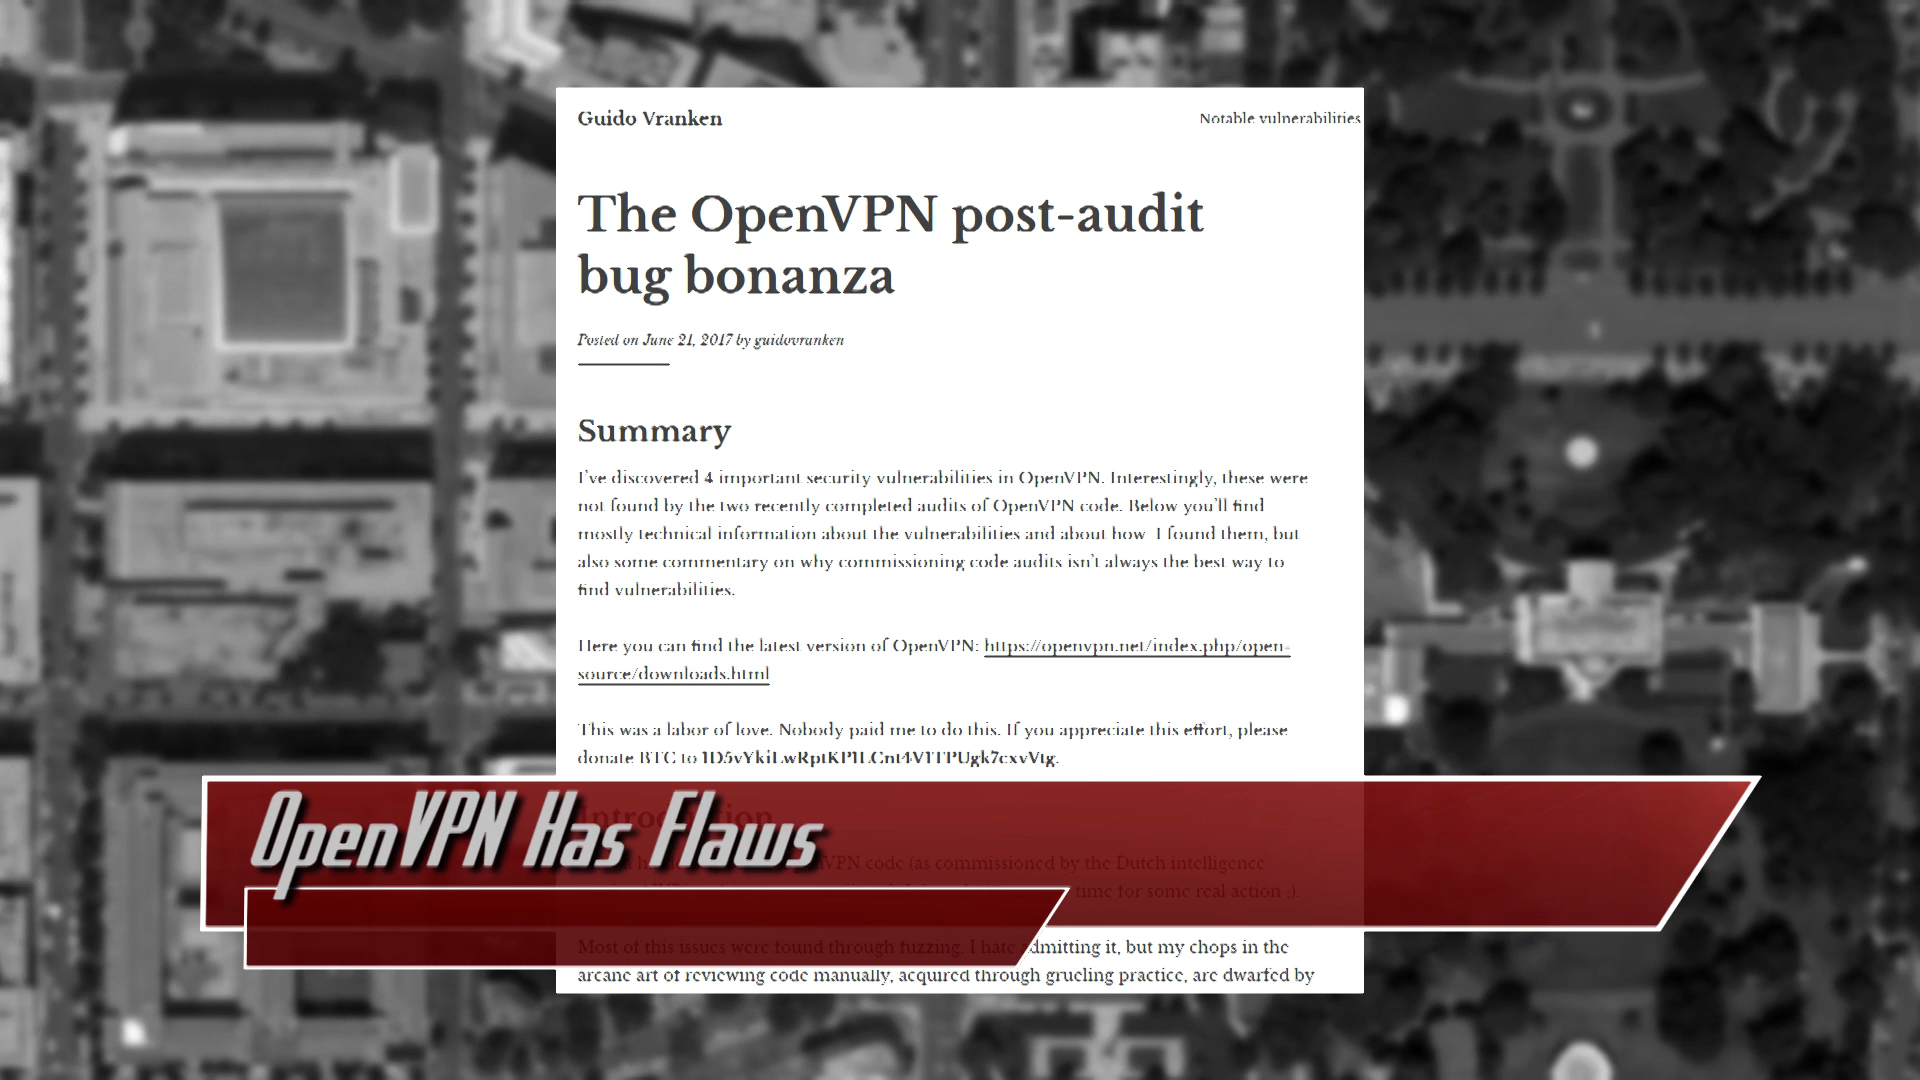 Guido Vranken
Notable vulnerabilities
The OpenVPN post-audit
bug bonanza
Posted on June 21, 2017 by guidovranken
Summary
I've discovered 4 important security vulnerabilities in OpenVPN. Interestingly, these were
not found by the two recently completed audits of OpenVPN code. Below you'll find
mostly technical information about the vulnerabilities and about how I found them, but
also some commentary on why commissioning code audits isn't always the best way to
find vulnerabilities.
Here you can find the latest version of OpenVPN: https://openvpn.net/index.php/open-
source/downloads.html
This was a labor of love. Nobody paid me to do this. If you appreciate this effort, please
donate BTC to
OpenVPN Has Flaws
VPN code (as commissioned by the Dutch intelligence
time for some real action ;).
Most of this issues were found through fuzzing. I hate admitting it, but my chops in the
arcane art of reviewing code manually, acquired through grueling practice, are dwarfed by